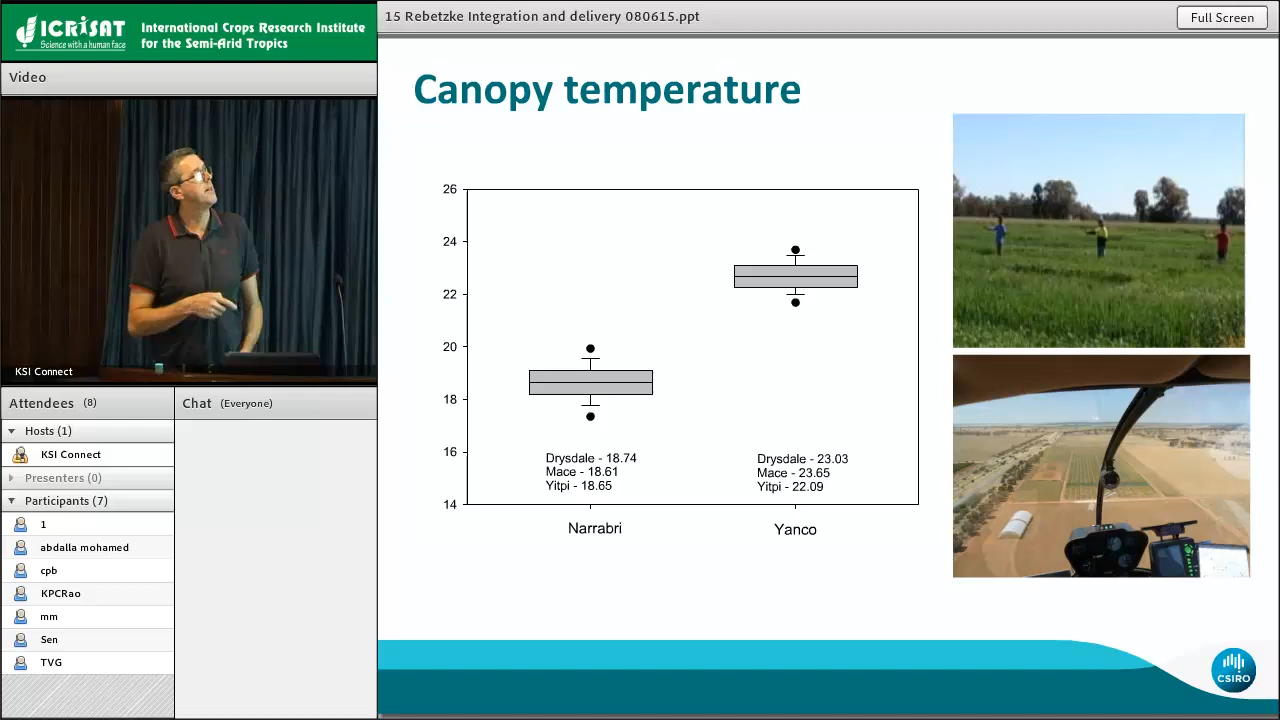 ICRISAT
Science with a human face
International Crops Research Institute
for the Semi-Arid Tropics
Video
KSI Connect
Attendees (8)
Hosts (1)
KSI Connect
Presenters (0)
Participants (7)
1
abdalla mohamed
cpb
KPCRao
mm
Sen
TVG
Chat (Everyone)
15 Rebetzke Integration and delivery 080615.ppt
Full Screen
Canopy temperature
26
24
22
20
18
16
14
Drysdale - 18.74
Mace - 18.61
Yitpi - 18.65
Drysdale - 23.03
Mace - 23.65
Yitpi - 22.09
Narrabri
Yanco
CSIRO